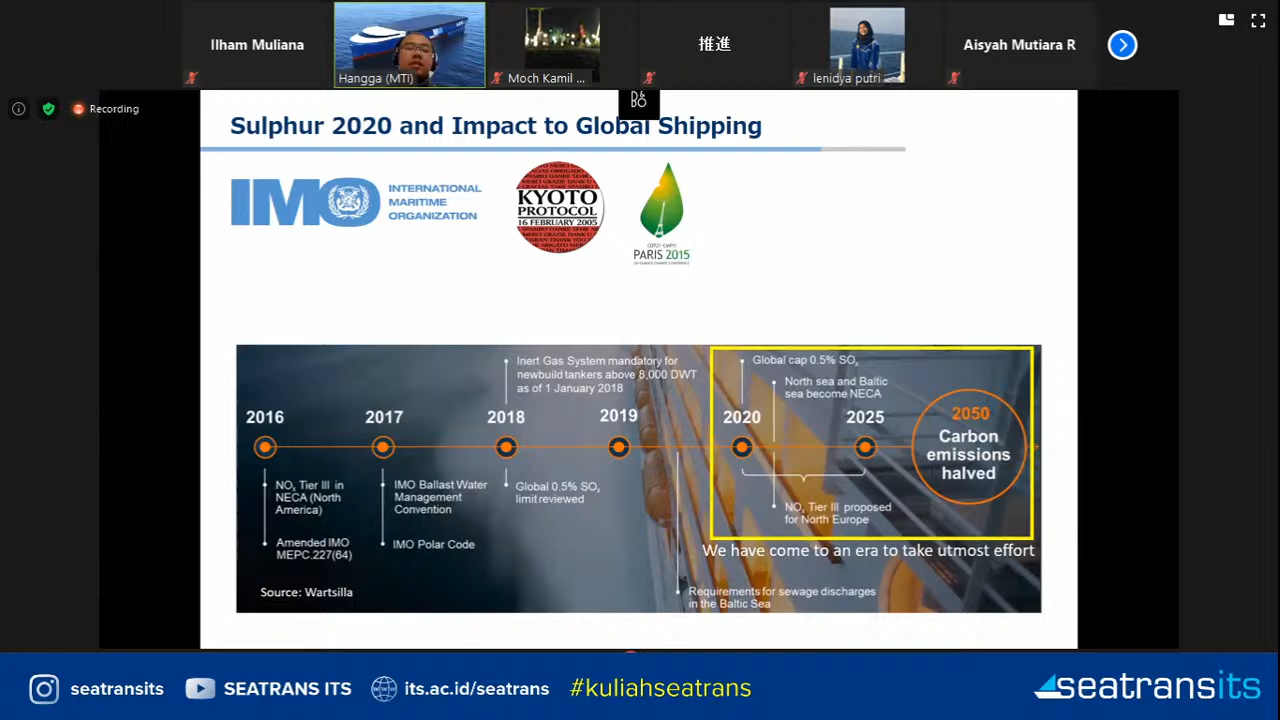 Ilham Muliana
Hangga (MTI)
Moch Kamil ...
推進
lenidya putri
Aisyah Mutiara R
Recording
Sulphur 2020 and Impact to Global Shipping
IMO
INTERNATIONAL
MARITIME
ORGANIZATION
KYOTO
PROTOCOL
16 FEBRUARY 2005
COP21-CMP11
PARIS 2015
Inert Gas System mandatory for
newbuild tankers above 8,000 DWT
as of 1 January 2018
Global cap 0.5% SOx
North sea and Baltic
sea become NECA
2016
2017
2018
2019
2020
2025
2050
Carbon
emissions
halved
NOx Tier III in
NECA (North
America)
Amended IMO
MEPC.227(64)
IMO Ballast Water
Management
Convention
IMO Polar Code
Global 0.5% SOx
limit reviewed
NOx Tier III proposed
for North Europe
We have come to an era to take utmost effort
Requirements for sewage discharges
in the Baltic Sea
Source: Wartsilla
seatransits
SEATRANS ITS
its.ac.id/seatrans
#kuliahseatrans
seatransits